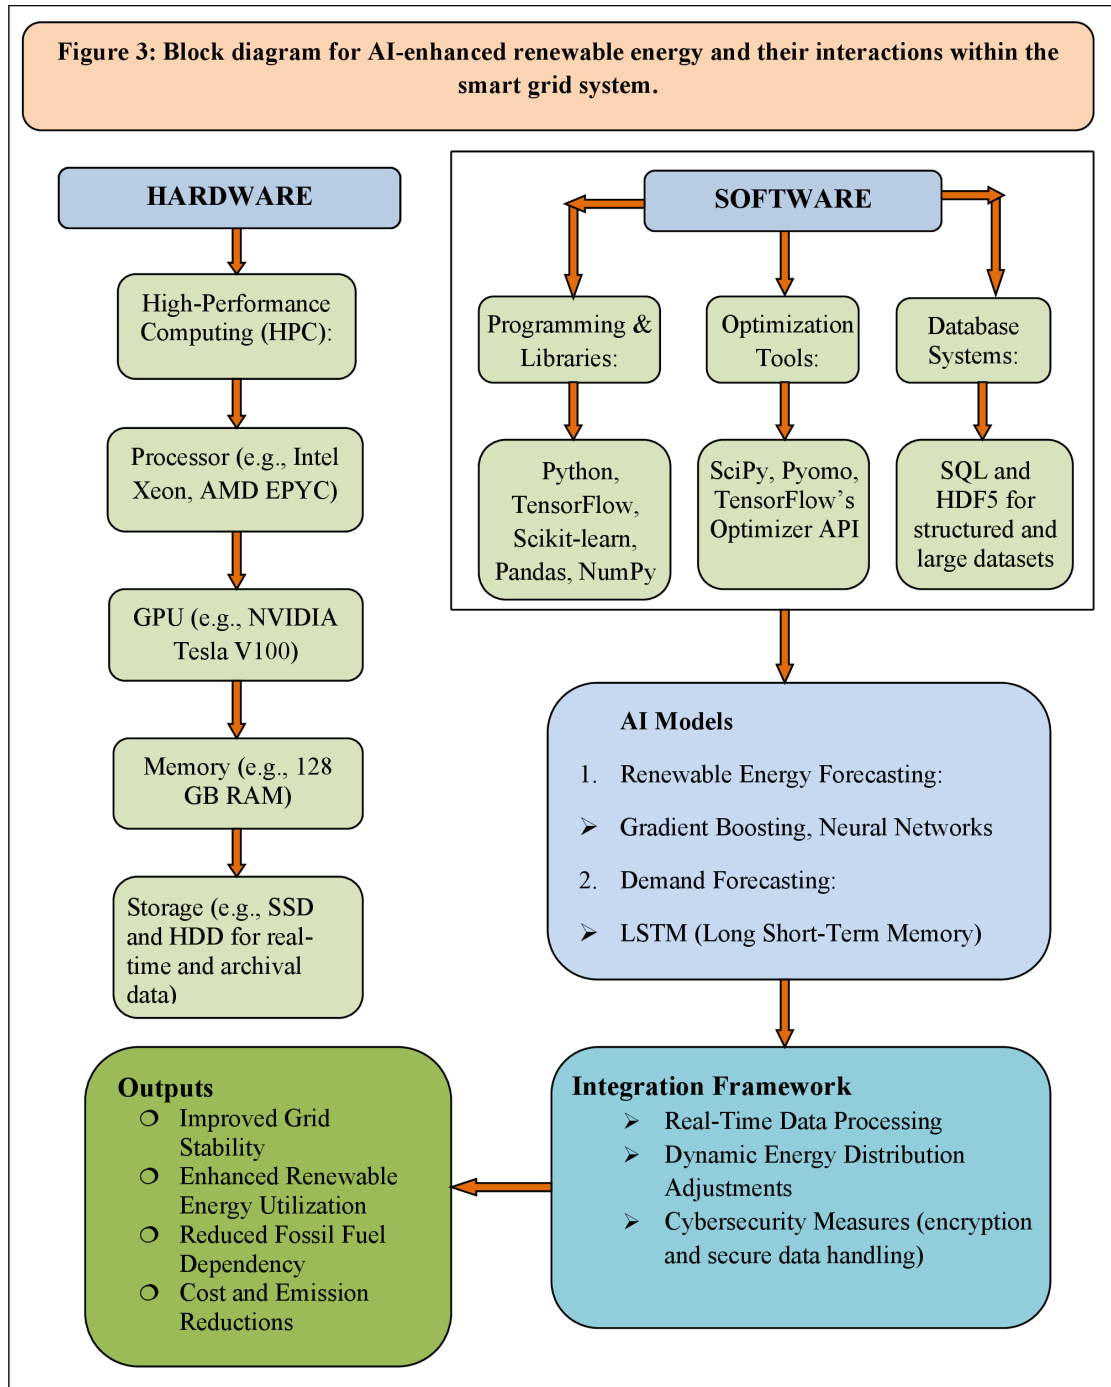 Figure 3: Block diagram for AI-enhanced renewable energy and their interactions within the
smart grid system.
HARDWARE
High-Performance
Computing (HPC):
Processor (e.g., Intel
Xeon, AMD EPYC)
GPU (e.g., NVIDIA
Tesla V100)
Memory (e.g., 128
GB RAM)
Storage (e.g., SSD
and HDD for real-
time and archival
data)
SOFTWARE
Programming &
Libraries:
Optimization
Tools:
Database
Systems:
Python,
TensorFlow,
Scikit-learn,
Pandas, NumPy
SciPy, Pyomo,
TensorFlow’s
Optimizer API
SQL and
HDF5 for
structured and
large datasets
AI Models
1. Renewable Energy Forecasting:
➢ Gradient Boosting, Neural Networks
2. Demand Forecasting:
➢ LSTM (Long Short-Term Memory)
Integration Framework
➢ Real-Time Data Processing
➢ Dynamic Energy Distribution
Adjustments
➢ Cybersecurity Measures (encryption
and secure data handling)
Outputs
❍ Improved Grid
Stability
❍ Enhanced Renewable
Energy Utilization
❍ Reduced Fossil Fuel
Dependency
❍ Cost and Emission
Reductions